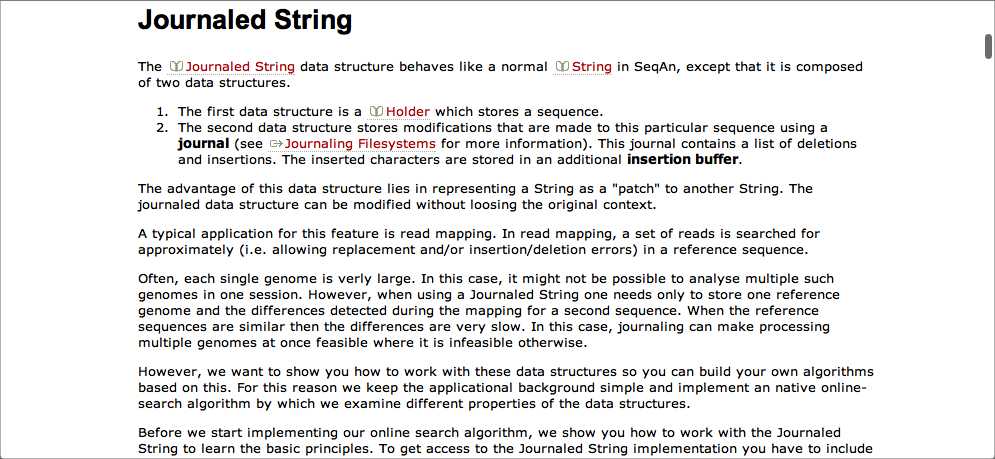 Journaled String
The Journaled String data structure behaves like a normal String in SeqAn, except that it is composed
of two data structures.
1. The first data structure is a Holder which stores a sequence.
2. The second data structure stores modifications that are made to this particular sequence using a
journal (see Journaling Filesystems for more information). This journal contains a list of deletions
and insertions. The inserted characters are stored in an additional insertion buffer.
The advantage of this data structure lies in representing a String as a "patch" to another String. The
journaled data structure can be modified without loosing the original context.
A typical application for this feature is read mapping. In read mapping, a set of reads is searched for
approximately (i.e. allowing replacement and/or insertion/deletion errors) in a reference sequence.
Often, each single genome is verly large. In this case, it might not be possible to analyse multiple such
genomes in one session. However, when using a Journaled String one needs only to store one reference
genome and the differences detected during the mapping for a second sequence. When the reference
sequences are similar then the differences are very slow. In this case, journaling can make processing
multiple genomes at once feasible where it is infeasible otherwise.
However, we want to show you how to work with these data structures so you can build your own algorithms
based on this. For this reason we keep the applicational background simple and implement an native online-
search algorithm by which we examine different properties of the data structures.
Before we start implementing our online search algorithm, we show you how to work with the Journaled
String to learn the basic principles. To get access to the Journaled String implementation you have to include